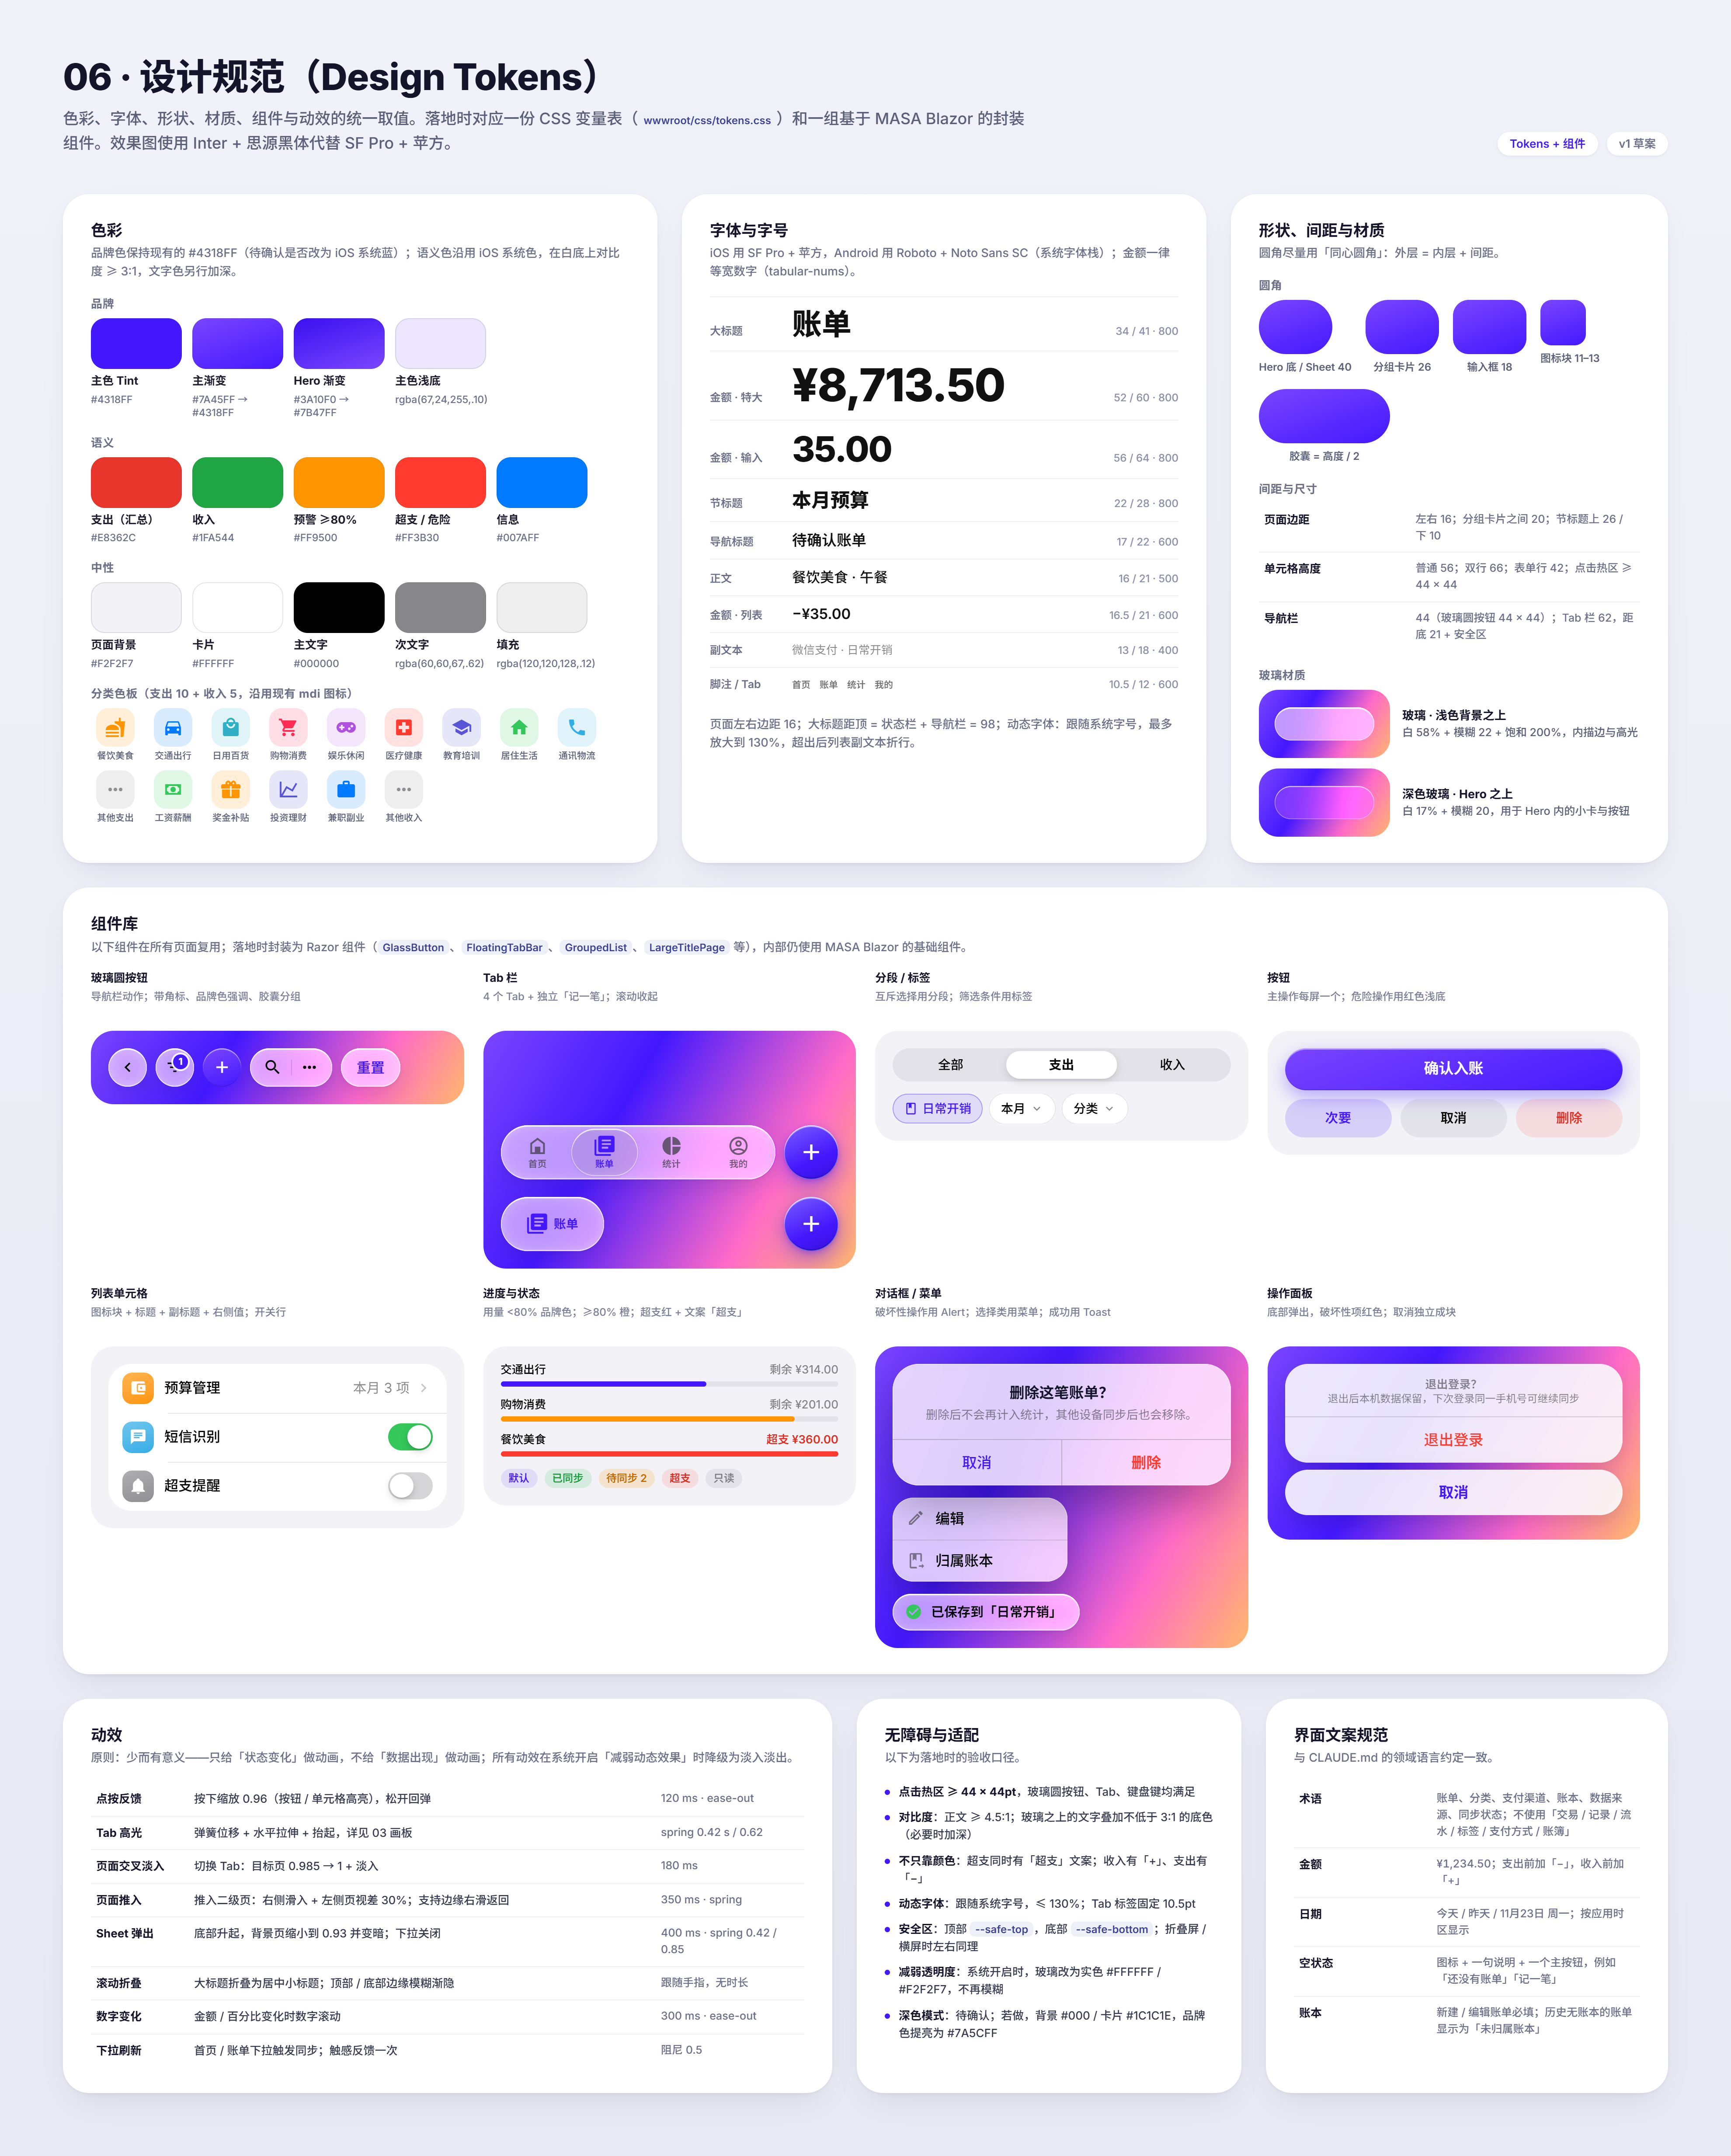 06 · 设计规范（Design Tokens）
色彩、字体、形状、材质、组件与动效的统一取值。落地时对应一份 CSS 变量表（ wwwroot/css/tokens.css ）和一组基于 MASA Blazor 的封装
组件。效果图使用 Inter + 思源黑体代替 SF Pro + 苹方。
Tokens + 组件
v1 草案
色彩
品牌色保持现有的 #4318FF（待确认是否改为 iOS 系统蓝）；语义色沿用 iOS 系统色，在白底上对比
度 ≥ 3:1，文字色另行加深。
品牌
主色 Tint
#4318FF
主渐变
#7A45FF →
#4318FF
Hero 渐变
#3A10F0 →
#7B47FF
主色浅底
rgba(67,24,255,.10)
语义
支出（汇总）
#E8362C
收入
#1FA544
预警 ≥80%
#FF9500
超支 / 危险
#FF3B30
信息
#007AFF
中性
页面背景
#F2F2F7
卡片
#FFFFFF
主文字
#000000
次文字
rgba(60,60,67,.62)
填充
rgba(120,120,128,.12)
分类色板（支出 10 + 收入 5，沿用现有 mdi 图标）
餐饮美食
交通出行
日用百货
购物消费
娱乐休闲
医疗健康
教育培训
居住生活
通讯物流
其他支出
工资薪酬
奖金补贴
投资理财
兼职副业
其他收入
字体与字号
iOS 用 SF Pro + 苹方，Android 用 Roboto + Noto Sans SC（系统字体栈）；金额一律
等宽数字（tabular-nums）。
大标题 账单 34 / 41 · 800
金额 · 特大 ¥8,713.50 52 / 60 · 800
金额 · 输入 35.00 56 / 64 · 800
节标题 本月预算 22 / 28 · 800
导航标题 待确认账单 17 / 22 · 600
正文 餐饮美食 · 午餐 16 / 21 · 500
金额 · 列表 −¥35.00 16.5 / 21 · 600
副文本 微信支付 · 日常开销 13 / 18 · 400
脚注 / Tab 首页 账单 统计 我的 10.5 / 12 · 600
页面左右边距 16；大标题距顶 = 状态栏 + 导航栏 = 98；动态字体：跟随系统字号，最多
放大到 130%，超出后列表副文本折行。
形状、间距与材质
圆角尽量用「同心圆角」：外层 = 内层 + 间距。
圆角
Hero 底 / Sheet 40
分组卡片 26
输入框 18
图标块 11–13
胶囊 = 高度 / 2
间距与尺寸
页面边距 左右 16；分组卡片之间 20；节标题上 26 /
下 10
单元格高度 普通 56；双行 66；表单行 42；点击热区 ≥
44 × 44
导航栏 44（玻璃圆按钮 44 × 44）；Tab 栏 62，距
底 21 + 安全区
玻璃材质
玻璃 · 浅色背景之上
白 58% + 模糊 22 + 饱和 200%，内描边与高光
深色玻璃 · Hero 之上
白 17% + 模糊 20，用于 Hero 内的小卡与按钮
组件库
以下组件在所有页面复用；落地时封装为 Razor 组件（ GlassButton 、 FloatingTabBar 、 GroupedList 、 LargeTitlePage 等），内部仍使用 MASA Blazor 的基础组件。
玻璃圆按钮
导航栏动作；带角标、品牌色强调、胶囊分组
1
重置
Tab 栏
4 个 Tab + 独立「记一笔」；滚动收起
首页
账单
统计
我的
账单
分段 / 标签
互斥选择用分段；筛选条件用标签
全部
支出
收入
日常开销
本月
分类
按钮
主操作每屏一个；危险操作用红色浅底
确认入账
次要
取消
删除
列表单元格
图标块 + 标题 + 副标题 + 右侧值；开关行
预算管理 本月 3 项
短信识别
超支提醒
进度与状态
用量 <80% 品牌色；≥80% 橙；超支红 + 文案「超支」
交通出行 剩余 ¥314.00
购物消费 剩余 ¥201.00
餐饮美食 超支 ¥360.00
默认
已同步
待同步 2
超支
只读
对话框 / 菜单
破坏性操作用 Alert；选择类用菜单；成功用 Toast
删除这笔账单？
删除后不会再计入统计，其他设备同步后也会移除。
取消
删除
编辑
归属账本
已保存到「日常开销」
操作面板
底部弹出，破坏性项红色；取消独立成块
退出登录？
退出后本机数据保留，下次登录同一手机号可继续同步
退出登录
取消
动效
原则：少而有意义——只给「状态变化」做动画，不给「数据出现」做动画；所有动效在系统开启「减弱动态效果」时降级为淡入淡出。
点按反馈 按下缩放 0.96（按钮 / 单元格高亮），松开回弹 120 ms · ease-out
Tab 高光 弹簧位移 + 水平拉伸 + 抬起，详见 03 画板 spring 0.42 s / 0.62
页面交叉淡入 切换 Tab：目标页 0.985 → 1 + 淡入 180 ms
页面推入 推入二级页：右侧滑入 + 左侧页视差 30%；支持边缘右滑返回 350 ms · spring
Sheet 弹出 底部升起，背景页缩小到 0.93 并变暗；下拉关闭 400 ms · spring 0.42 /
0.85
滚动折叠 大标题折叠为居中小标题；顶部 / 底部边缘模糊渐隐 跟随手指，无时长
数字变化 金额 / 百分比变化时数字滚动 300 ms · ease-out
下拉刷新 首页 / 账单下拉触发同步；触感反馈一次 阻尼 0.5
无障碍与适配
以下为落地时的验收口径。
点击热区 ≥ 44 × 44pt，玻璃圆按钮、Tab、键盘键均满足
对比度：正文 ≥ 4.5:1；玻璃之上的文字叠加不低于 3:1 的底色
（必要时加深）
不只靠颜色：超支同时有「超支」文案；收入有「+」、支出有
「−」
动态字体：跟随系统字号，≤ 130%；Tab 标签固定 10.5pt
安全区：顶部 --safe-top ，底部 --safe-bottom ；折叠屏 /
横屏时左右同理
减弱透明度：系统开启时，玻璃改为实色 #FFFFFF /
#F2F2F7，不再模糊
深色模式：待确认；若做，背景 #000 / 卡片 #1C1C1E，品牌
色提亮为 #7A5CFF
界面文案规范
与 CLAUDE.md 的领域语言约定一致。
术语 账单、分类、支付渠道、账本、数据来
源、同步状态；不使用「交易 / 记录 / 流
水 / 标签 / 支付方式 / 账簿」
金额 ¥1,234.50；支出前加「−」，收入前加
「+」
日期 今天 / 昨天 / 11月23日 周一；按应用时
区显示
空状态 图标 + 一句说明 + 一个主按钮，例如
「还没有账单」「记一笔」
账本 新建 / 编辑账单必填；历史无账本的账单
显示为「未归属账本」